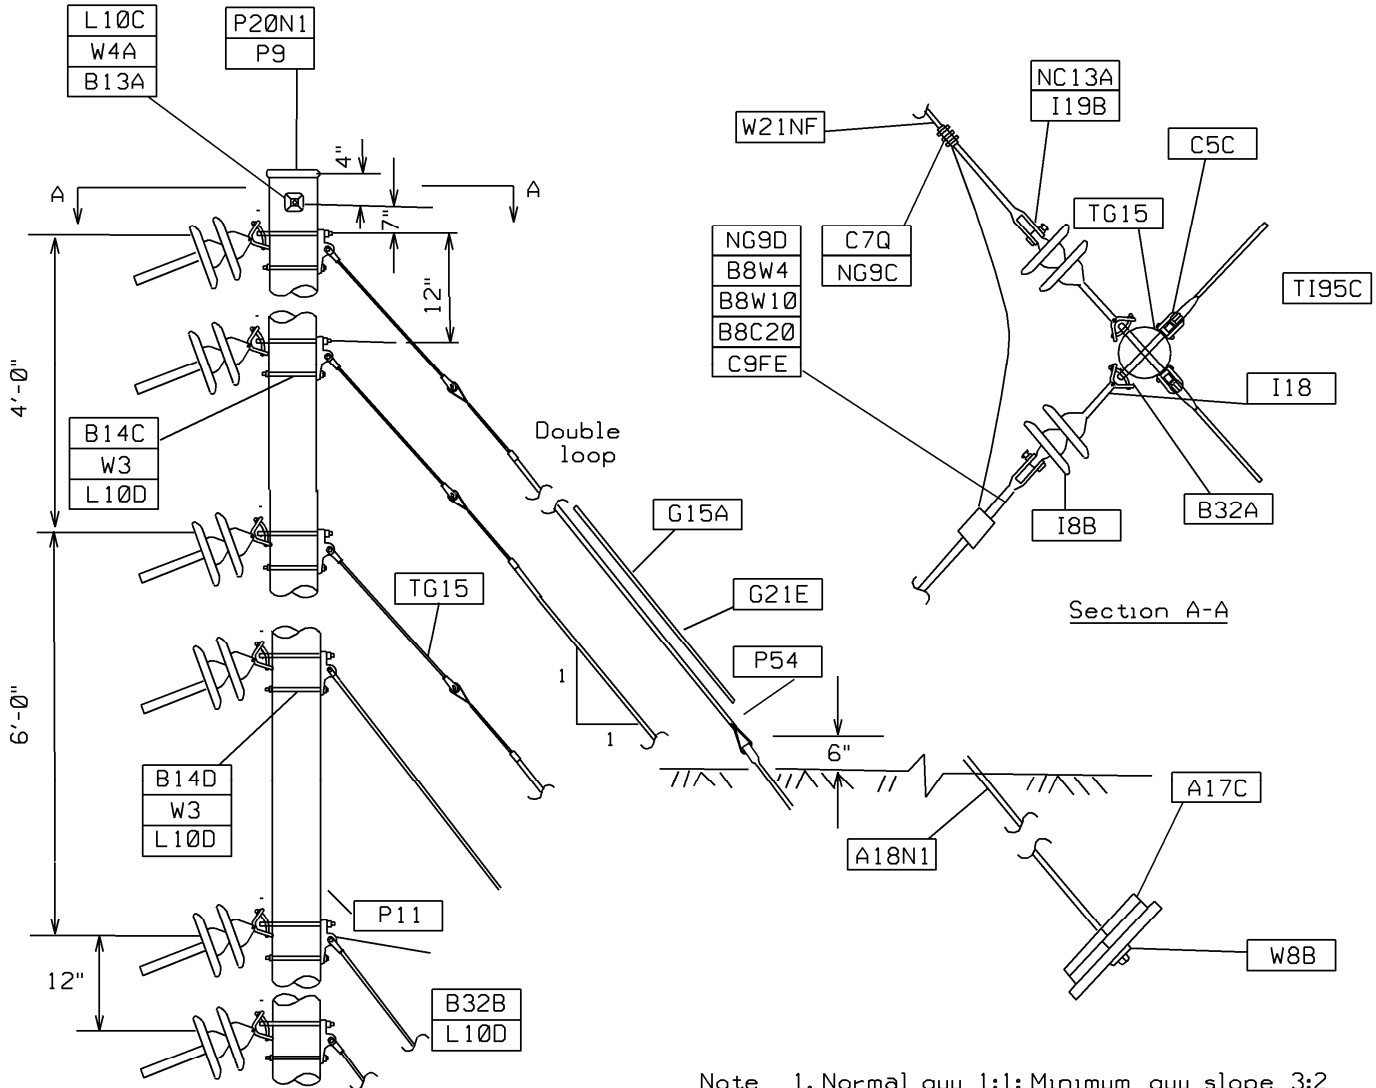 L10C
W4A
B13A
P20N1
P9
4"
A
A
7"
12"
4'-0"
B14C
W3
L10D
Double
loop
TG15
6'-0"
B14D
W3
L10D
P11
12"
B32B
L10D
1
1
G15A
G21E
P54
6"
A18N1
A17C
W8B
W21NF
NC13A
I19B
C5C
TG15
NG9D
B8W4
B8W10
B8C20
C9FE
C7Q
NG9C
TI95C
I18
B32A
I8B
Section A-A
Note 1. Normal guy 1:1; Minimum guy slope 3:2